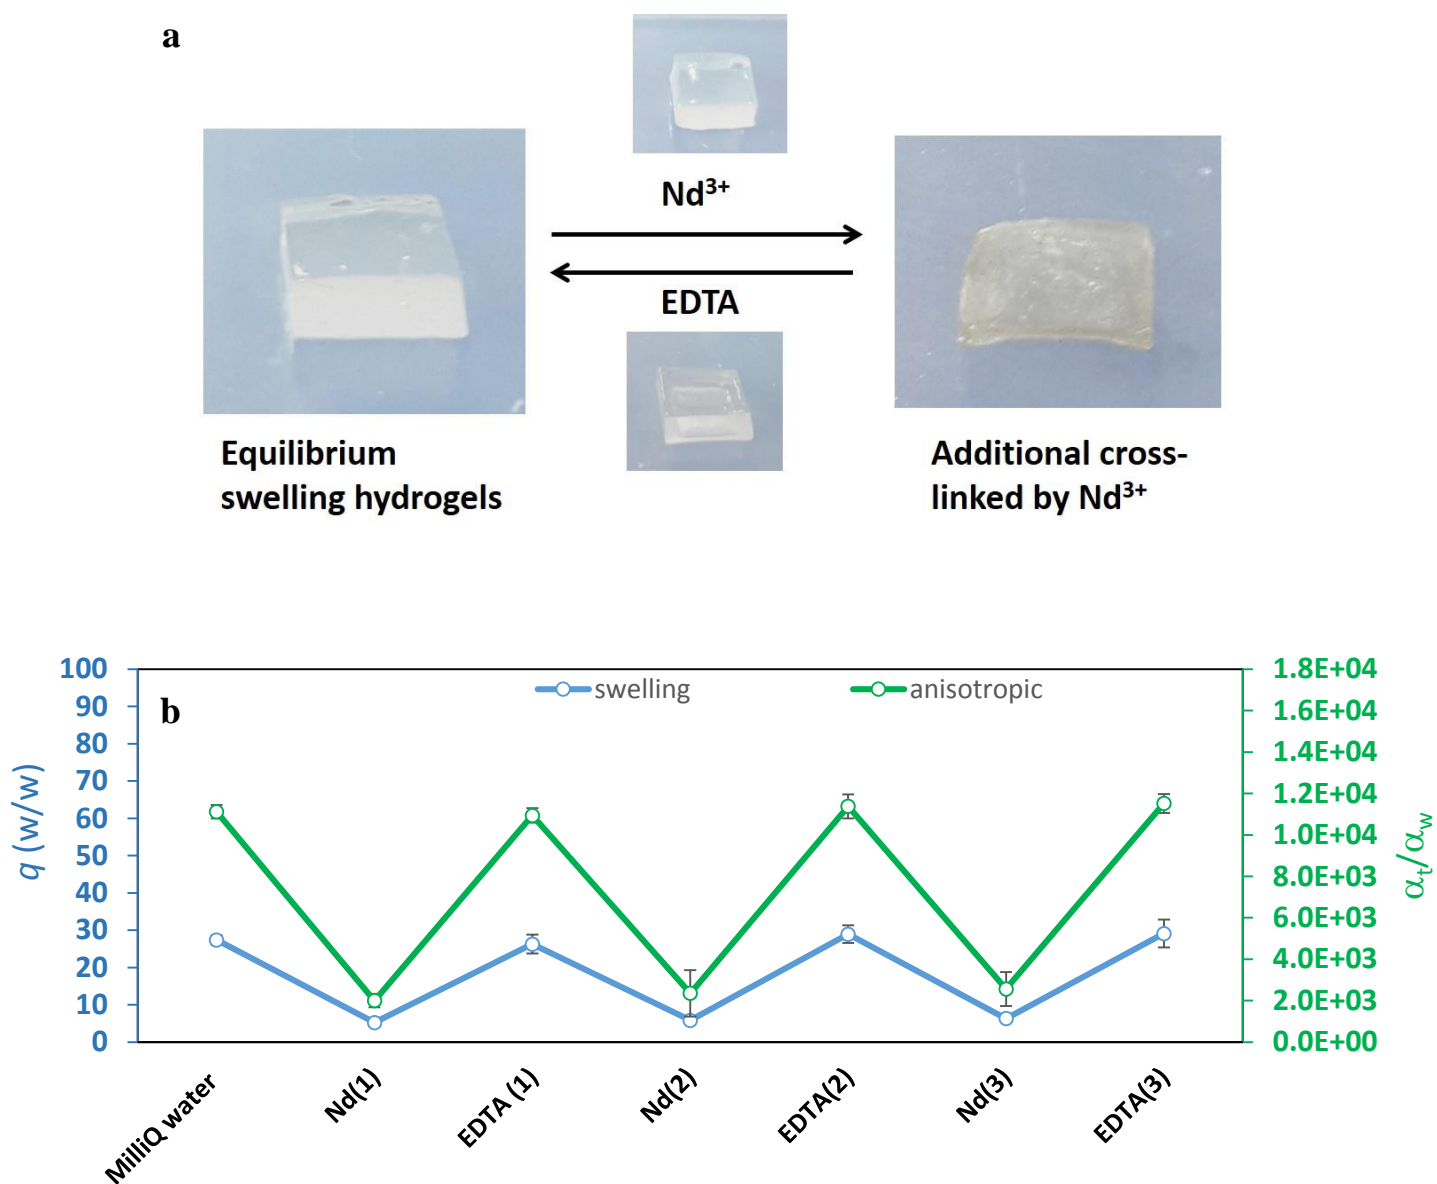 a
Nd³⁺
EDTA
Equilibrium
swelling hydrogels
Additional cross-
linked by Nd³⁺
b
swelling
anisotropic
q (w/w)
100
90
80
70
60
50
40
30
20
10
0
1.8E+04
1.6E+04
1.4E+04
1.2E+04
1.0E+04
8.0E+03
6.0E+03
4.0E+03
2.0E+03
0.0E+00
αt/αw
MilliQ water
Nd(1)
EDTA (1)
Nd(2)
EDTA(2)
Nd(3)
EDTA(3)